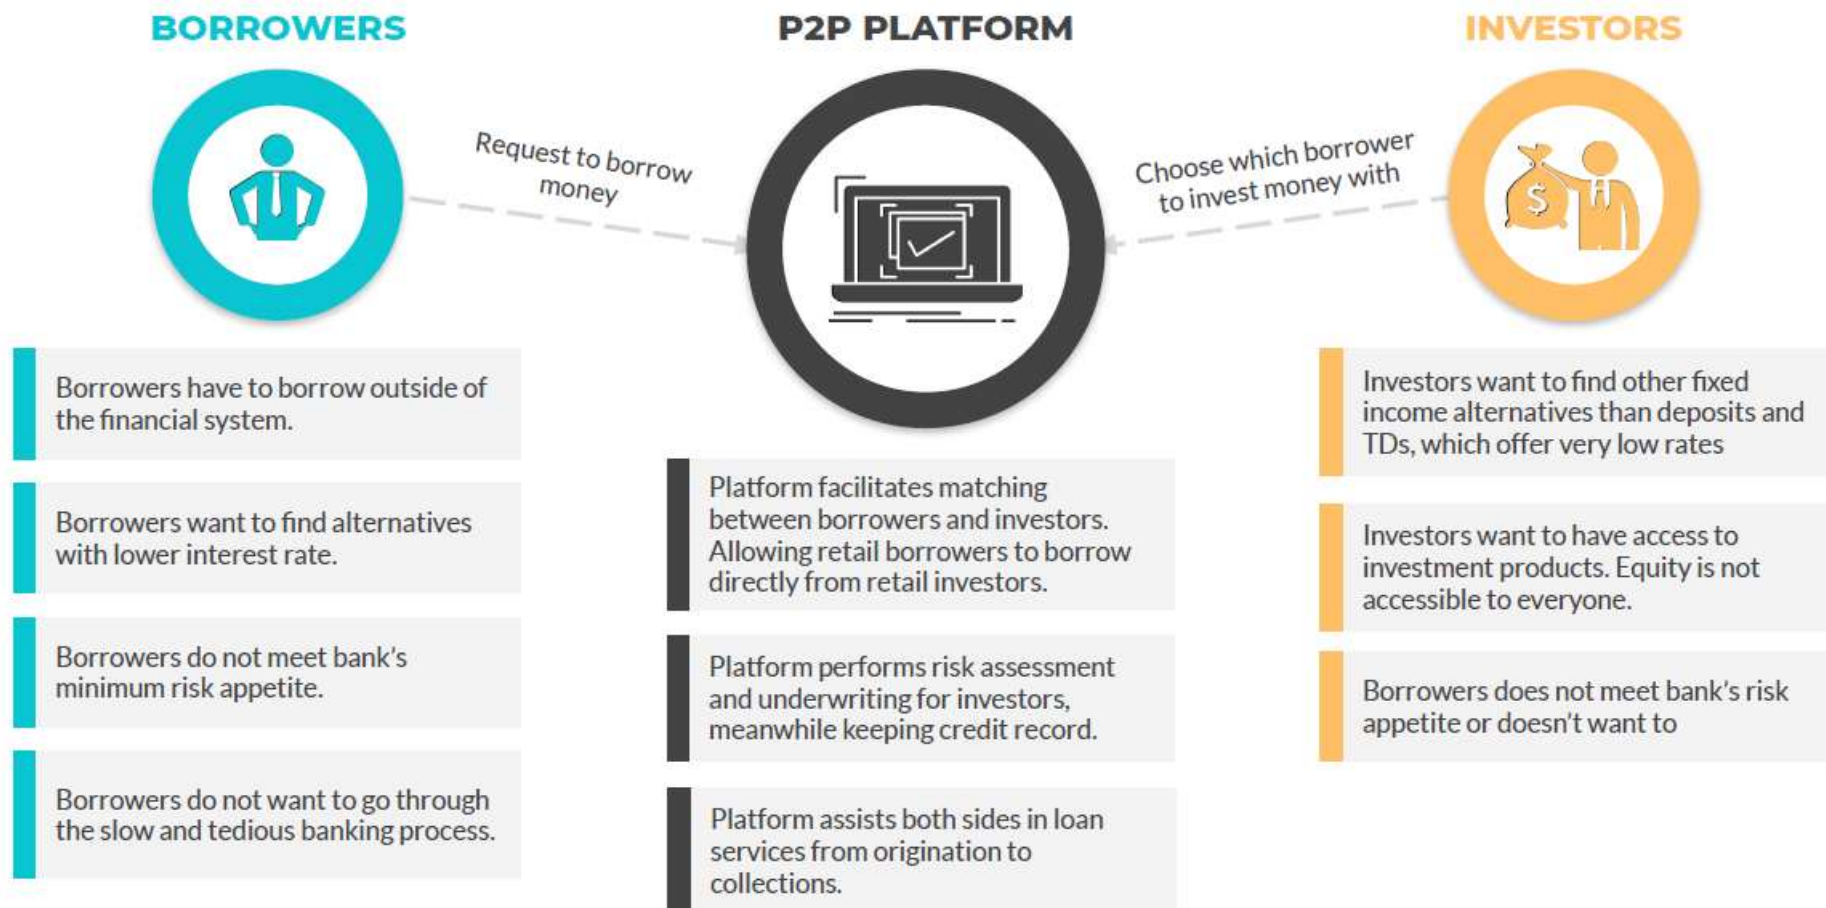 BORROWERS
P2P PLATFORM
INVESTORS
Request to borrow
money
Choose which borrower
to invest money with
$
Borrowers have to borrow outside of
the financial system.
Borrowers want to find alternatives
with lower interest rate.
Borrowers do not meet bank's
minimum risk appetite.
Borrowers do not want to go through
the slow and tedious banking process.
Platform facilitates matching
between borrowers and investors.
Allowing retail borrowers to borrow
directly from retail investors.
Platform performs risk assessment
and underwriting for investors,
meanwhile keeping credit record.
Platform assists both sides in loan
services from origination to
collections.
Investors want to find other fixed
income alternatives than deposits and
TDs, which offer very low rates
Investors want to have access to
investment products. Equity is not
accessible to everyone.
Borrowers does not meet bank's risk
appetite or doesn't want to